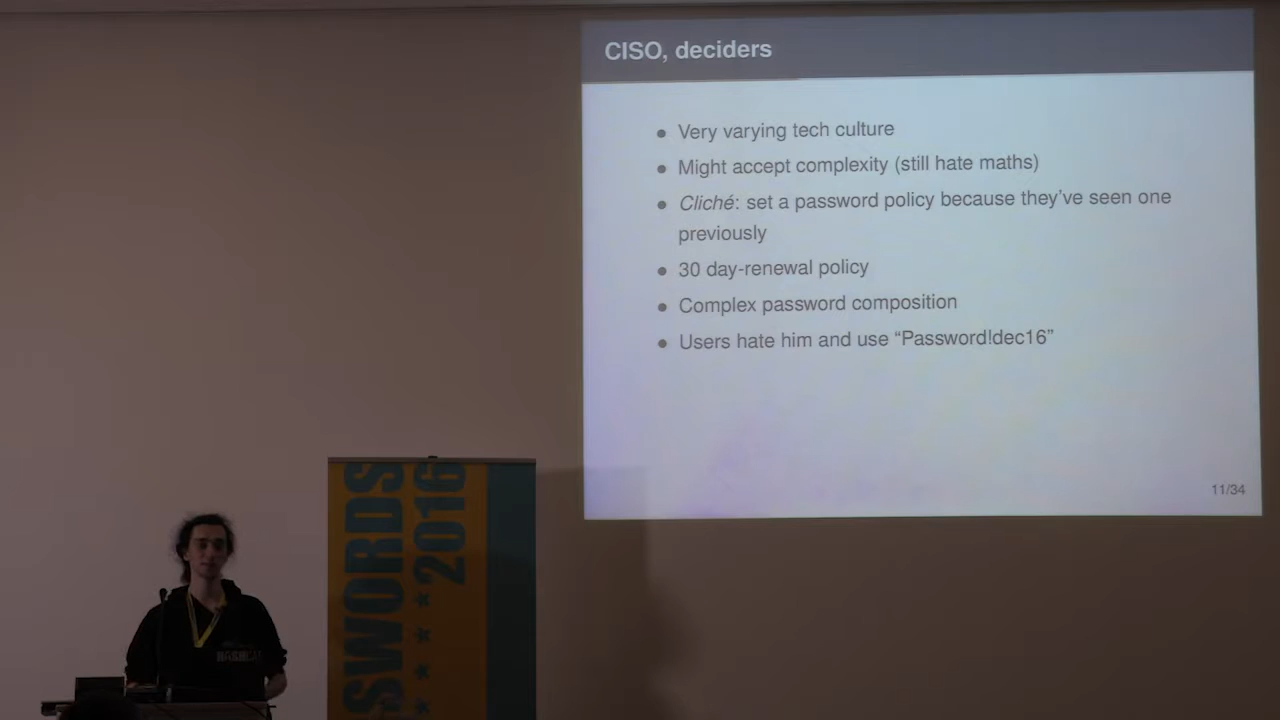 CISO, deciders
• Very varying tech culture
• Might accept complexity (still hate maths)
• Cliché: set a password policy because they've seen one
previously
• 30 day-renewal policy
• Complex password composition
• Users hate him and use “Password!dec16”
11/34
SWORDS
2016